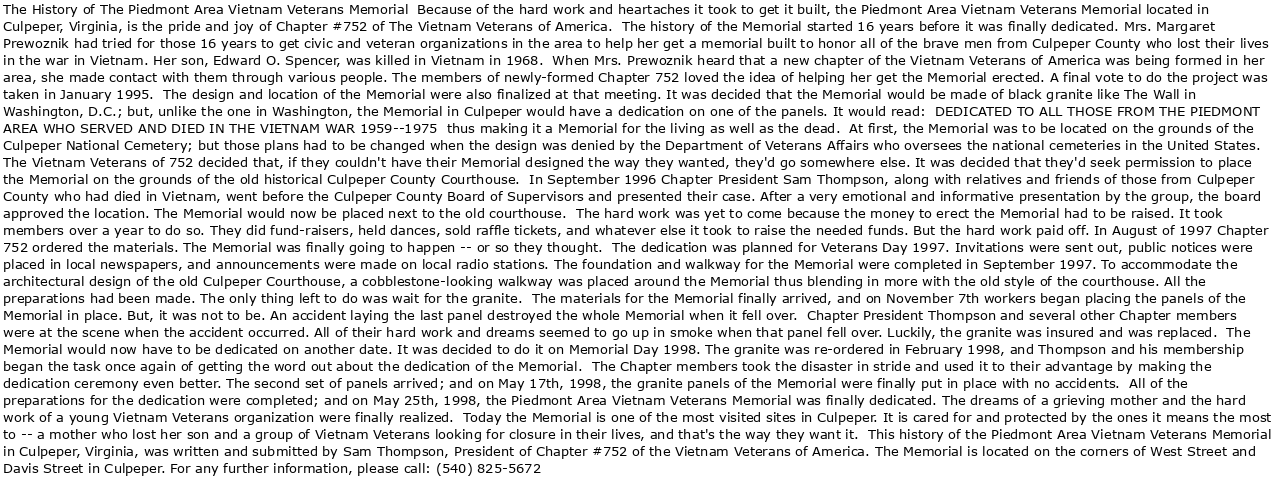 The History of The Piedmont Area Vietnam Veterans Memorial  Because of the hard work and heartaches it took to get it built, the Piedmont Area Vietnam Veterans Memorial located in
Culpeper, Virginia, is the pride and joy of Chapter #752 of The Vietnam Veterans of America.  The history of the Memorial started 16 years before it was finally dedicated. Mrs. Margaret
Prewoznik had tried for those 16 years to get civic and veteran organizations in the area to help her get a memorial built to honor all of the brave men from Culpeper County who lost their lives
in the war in Vietnam. Her son, Edward O. Spencer, was killed in Vietnam in 1968.  When Mrs. Prewoznik heard that a new chapter of the Vietnam Veterans of America was being formed in her
area, she made contact with them through various people. The members of newly-formed Chapter 752 loved the idea of helping her get the Memorial erected. A final vote to do the project was
taken in January 1995.  The design and location of the Memorial were also finalized at that meeting. It was decided that the Memorial would be made of black granite like The Wall in
Washington, D.C.; but, unlike the one in Washington, the Memorial in Culpeper would have a dedication on one of the panels. It would read:  DEDICATED TO ALL THOSE FROM THE PIEDMONT
AREA WHO SERVED AND DIED IN THE VIETNAM WAR 1959--1975  thus making it a Memorial for the living as well as the dead.  At first, the Memorial was to be located on the grounds of the
Culpeper National Cemetery; but those plans had to be changed when the design was denied by the Department of Veterans Affairs who oversees the national cemeteries in the United States.
The Vietnam Veterans of 752 decided that, if they couldn't have their Memorial designed the way they wanted, they'd go somewhere else. It was decided that they'd seek permission to place
the Memorial on the grounds of the old historical Culpeper County Courthouse.  In September 1996 Chapter President Sam Thompson, along with relatives and friends of those from Culpeper
County who had died in Vietnam, went before the Culpeper County Board of Supervisors and presented their case. After a very emotional and informative presentation by the group, the board
approved the location. The Memorial would now be placed next to the old courthouse.  The hard work was yet to come because the money to erect the Memorial had to be raised. It took
members over a year to do so. They did fund-raisers, held dances, sold raffle tickets, and whatever else it took to raise the needed funds. But the hard work paid off. In August of 1997 Chapter
752 ordered the materials. The Memorial was finally going to happen -- or so they thought.  The dedication was planned for Veterans Day 1997. Invitations were sent out, public notices were
placed in local newspapers, and announcements were made on local radio stations. The foundation and walkway for the Memorial were completed in September 1997. To accommodate the
architectural design of the old Culpeper Courthouse, a cobblestone-looking walkway was placed around the Memorial thus blending in more with the old style of the courthouse. All the
preparations had been made. The only thing left to do was wait for the granite.  The materials for the Memorial finally arrived, and on November 7th workers began placing the panels of the
Memorial in place. But, it was not to be. An accident laying the last panel destroyed the whole Memorial when it fell over.  Chapter President Thompson and several other Chapter members
were at the scene when the accident occurred. All of their hard work and dreams seemed to go up in smoke when that panel fell over. Luckily, the granite was insured and was replaced.  The
Memorial would now have to be dedicated on another date. It was decided to do it on Memorial Day 1998. The granite was re-ordered in February 1998, and Thompson and his membership
began the task once again of getting the word out about the dedication of the Memorial.  The Chapter members took the disaster in stride and used it to their advantage by making the
dedication ceremony even better. The second set of panels arrived; and on May 17th, 1998, the granite panels of the Memorial were finally put in place with no accidents.  All of the
preparations for the dedication were completed; and on May 25th, 1998, the Piedmont Area Vietnam Veterans Memorial was finally dedicated. The dreams of a grieving mother and the hard
work of a young Vietnam Veterans organization were finally realized.  Today the Memorial is one of the most visited sites in Culpeper. It is cared for and protected by the ones it means the most
to -- a mother who lost her son and a group of Vietnam Veterans looking for closure in their lives, and that's the way they want it.  This history of the Piedmont Area Vietnam Veterans Memorial
in Culpeper, Virginia, was written and submitted by Sam Thompson, President of Chapter #752 of the Vietnam Veterans of America. The Memorial is located on the corners of West Street and
Davis Street in Culpeper. For any further information, please call: (540) 825-5672